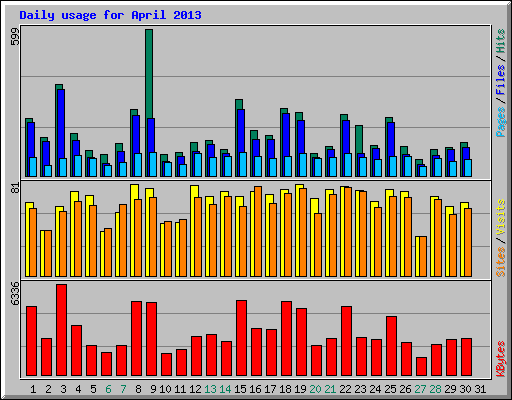 Daily usage for April 2013
599
Pages / Files / Hits
81
Sites / Visits
6336
KBytes
1 2 3 4 5 6 7 8 9 10 11 12 13 14 15 16 17 18 19 20 21 22 23 24 25 26 27 28 29 30 31